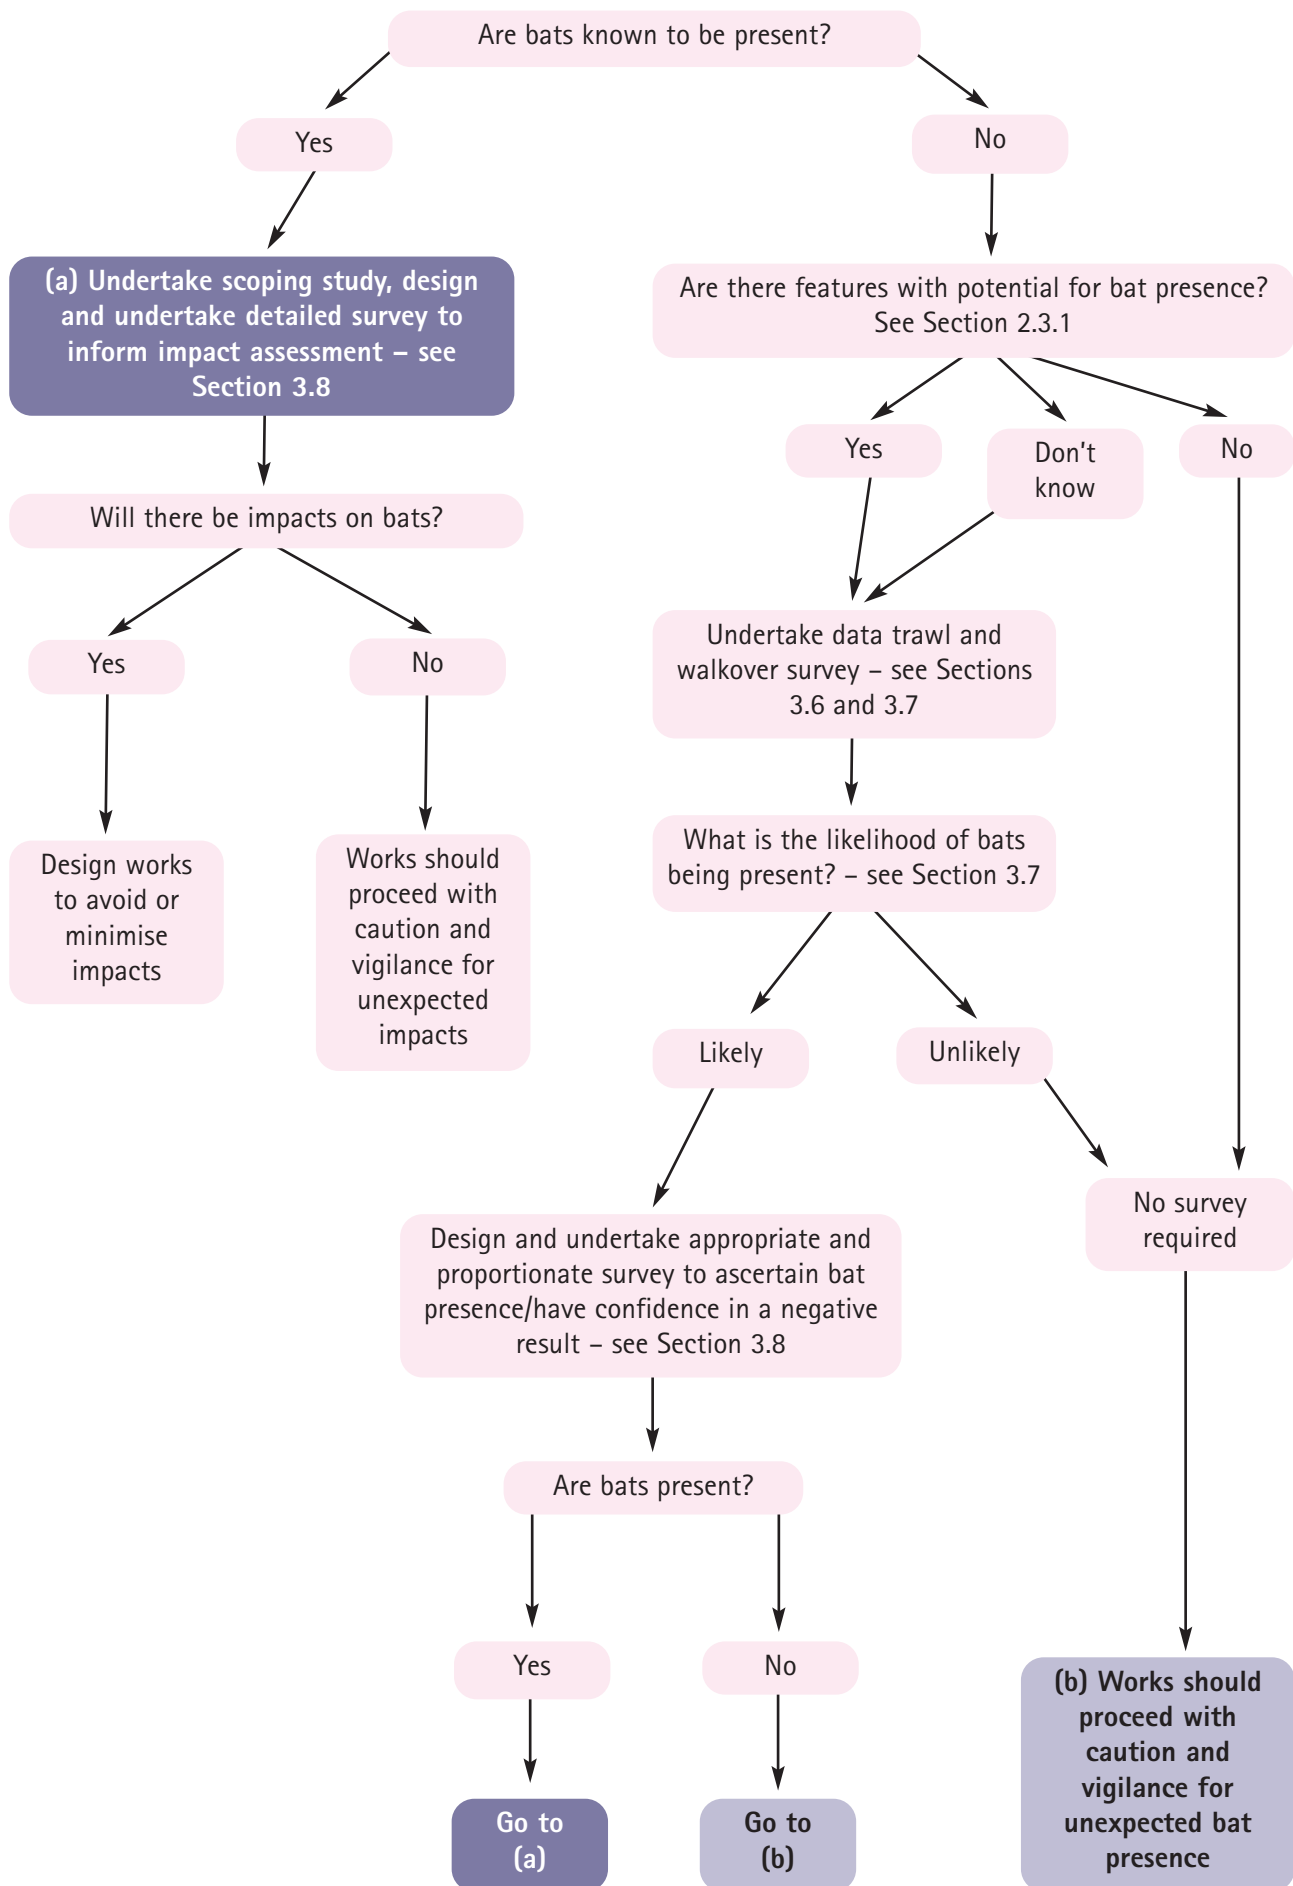 Are bats known to be present?
Yes
No
(a) Undertake scoping study, design
and undertake detailed survey to
inform impact assessment – see
Section 3.8
Are there features with potential for bat presence?
See Section 2.3.1
Yes
Don't
know
No
Will there be impacts on bats?
Yes
No
Undertake data trawl and
walkover survey – see Sections
3.6 and 3.7
Design works
to avoid or
minimise
impacts
Works should
proceed with
caution and
vigilance for
unexpected
impacts
What is the likelihood of bats
being present? – see Section 3.7
Likely
Unlikely
No survey
required
Design and undertake appropriate and
proportionate survey to ascertain bat
presence/have confidence in a negative
result – see Section 3.8
Are bats present?
Yes
No
(b) Works should
proceed with
caution and
vigilance for
unexpected bat
presence
Go to
(a)
Go to
(b)